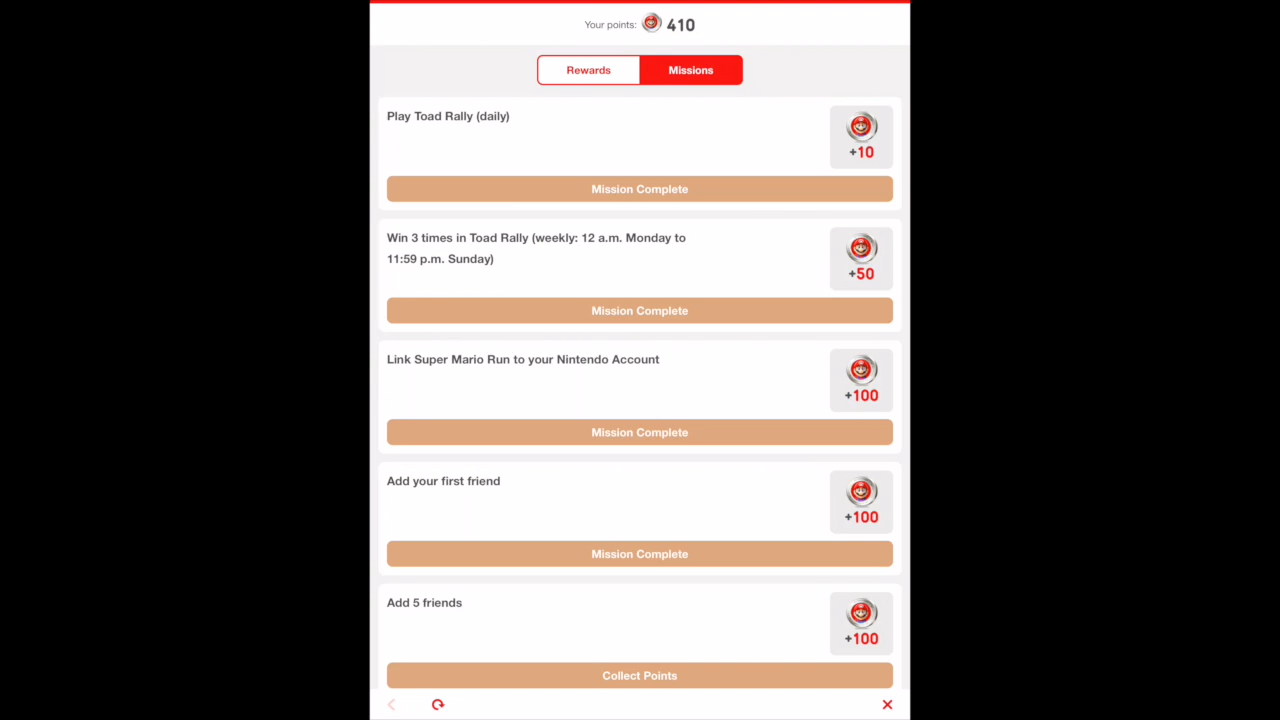 Your points: 410
Rewards
Missions
Play Toad Rally (daily)
+10
Mission Complete
Win 3 times in Toad Rally (weekly: 12 a.m. Monday to
11:59 p.m. Sunday)
+50
Mission Complete
Link Super Mario Run to your Nintendo Account
+100
Mission Complete
Add your first friend
+100
Mission Complete
Add 5 friends
+100
Collect Points